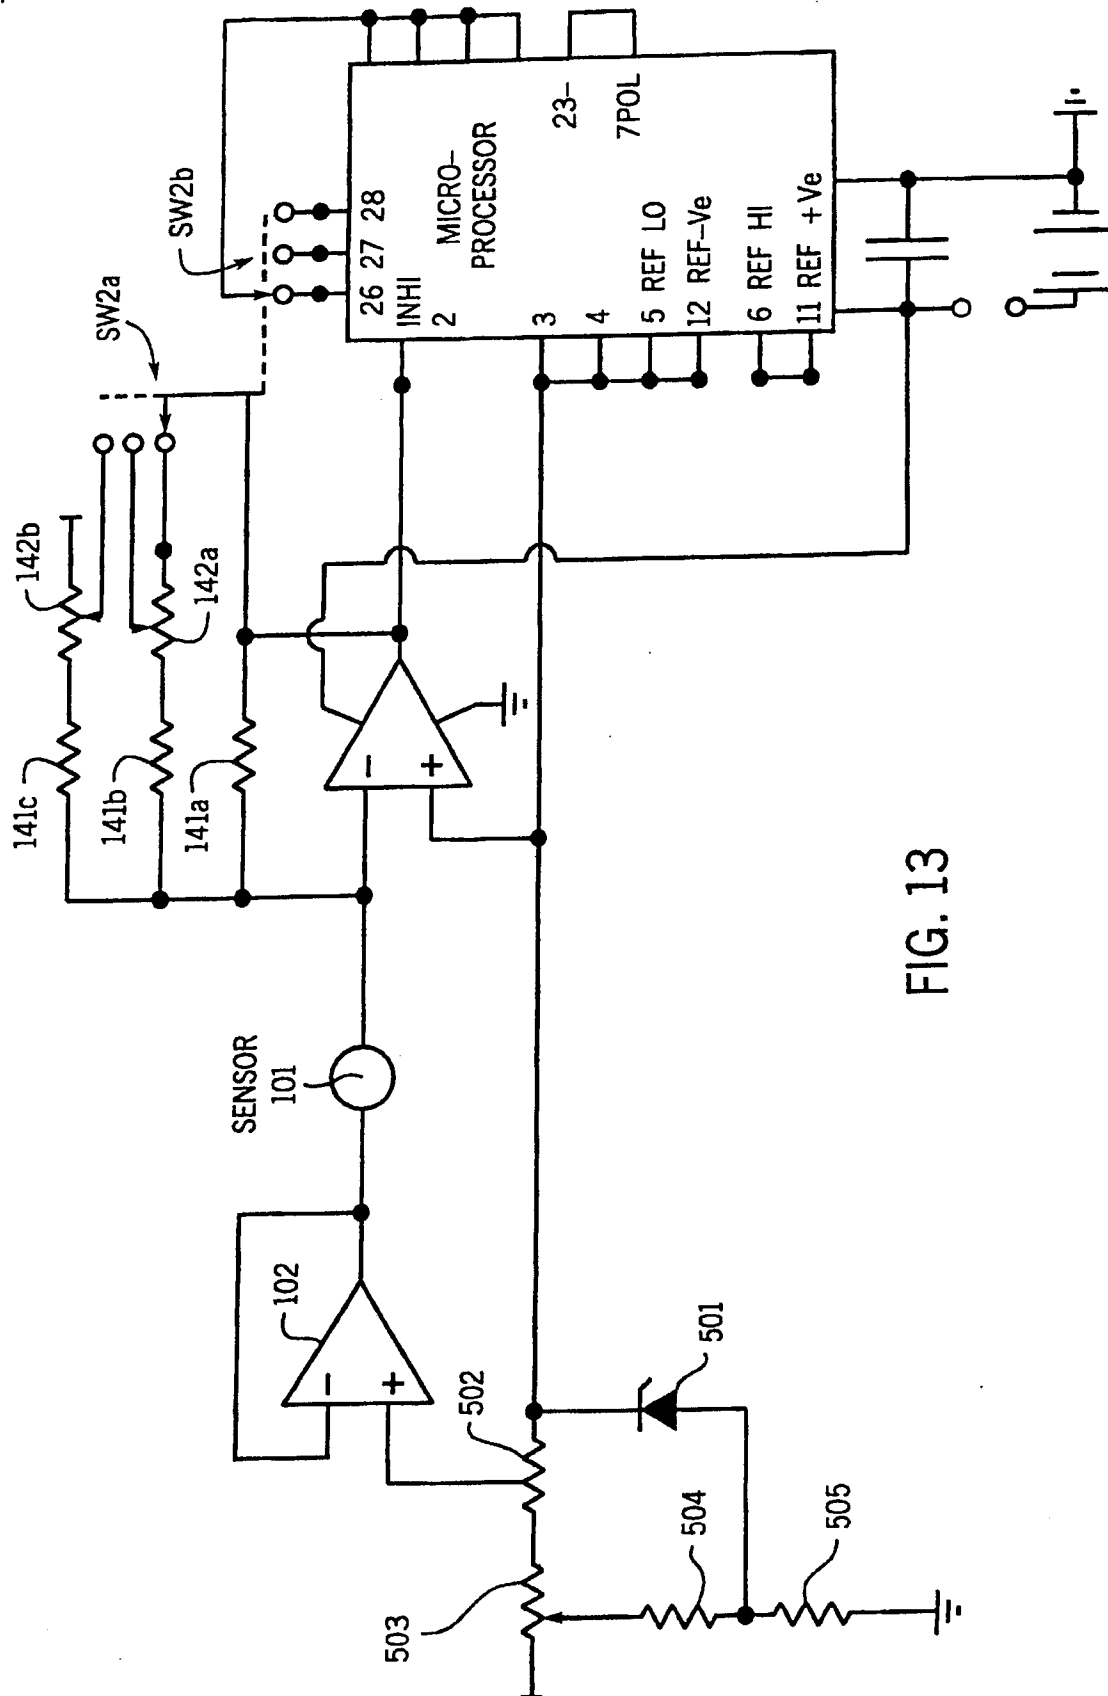 142b
SW2a
SW2b
141c
141b
142a
141a
26
27
28
INHI
2
MICRO–
PROCESSOR
23–
7POL
3
4
5 REF LO
12 REF–Ve
6 REF HI
11 REF +Ve
–
+
SENSOR
101
102
–
+
502
501
503
504
505
FIG. 13